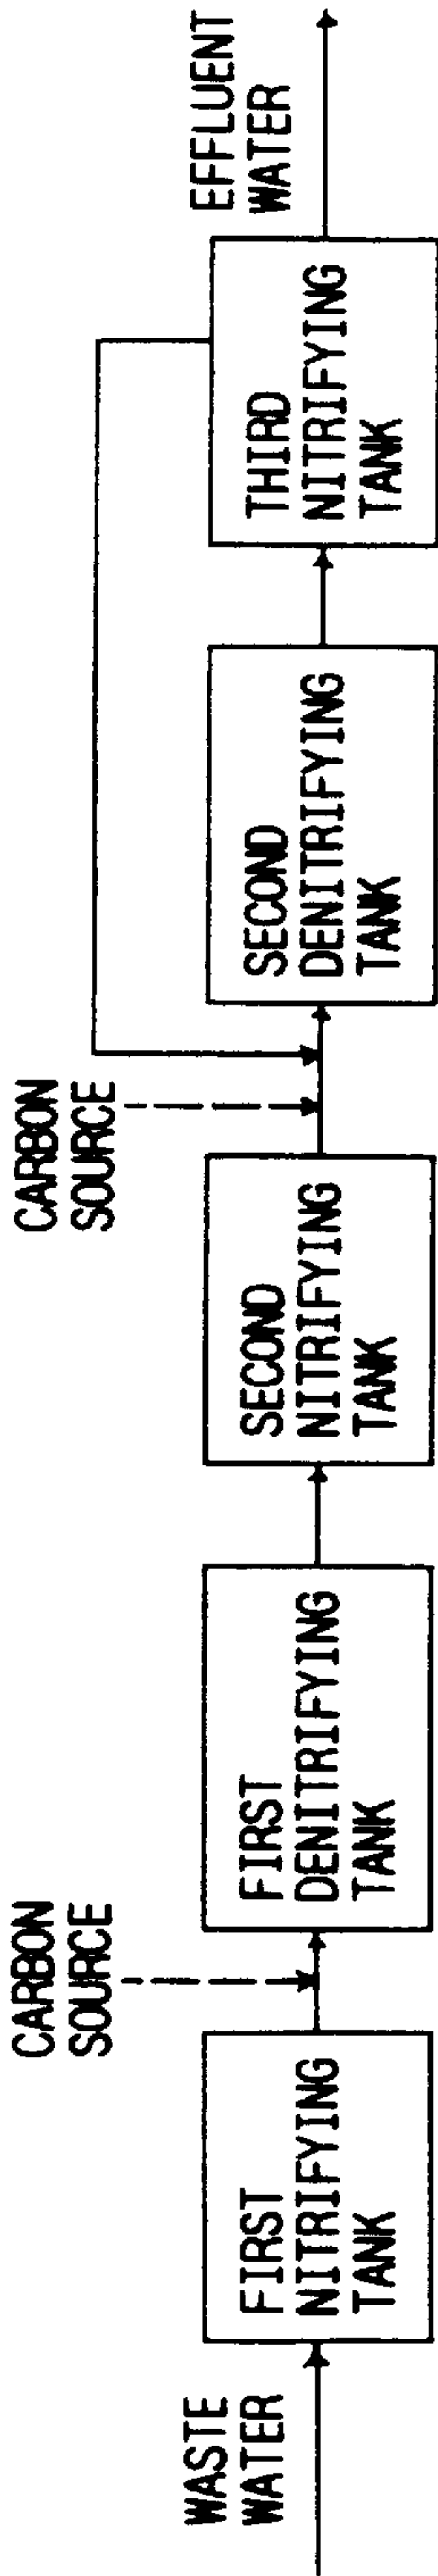 WASTE
WATER
FIRST
NITRIFYING
TANK
CARBON
SOURCE
FIRST
DENITRIFYING
TANK
SECOND
NITRIFYING
TANK
CARBON
SOURCE
SECOND
DENITRIFYING
TANK
THIRD
NITRIFYING
TANK
EFFLUENT
WATER